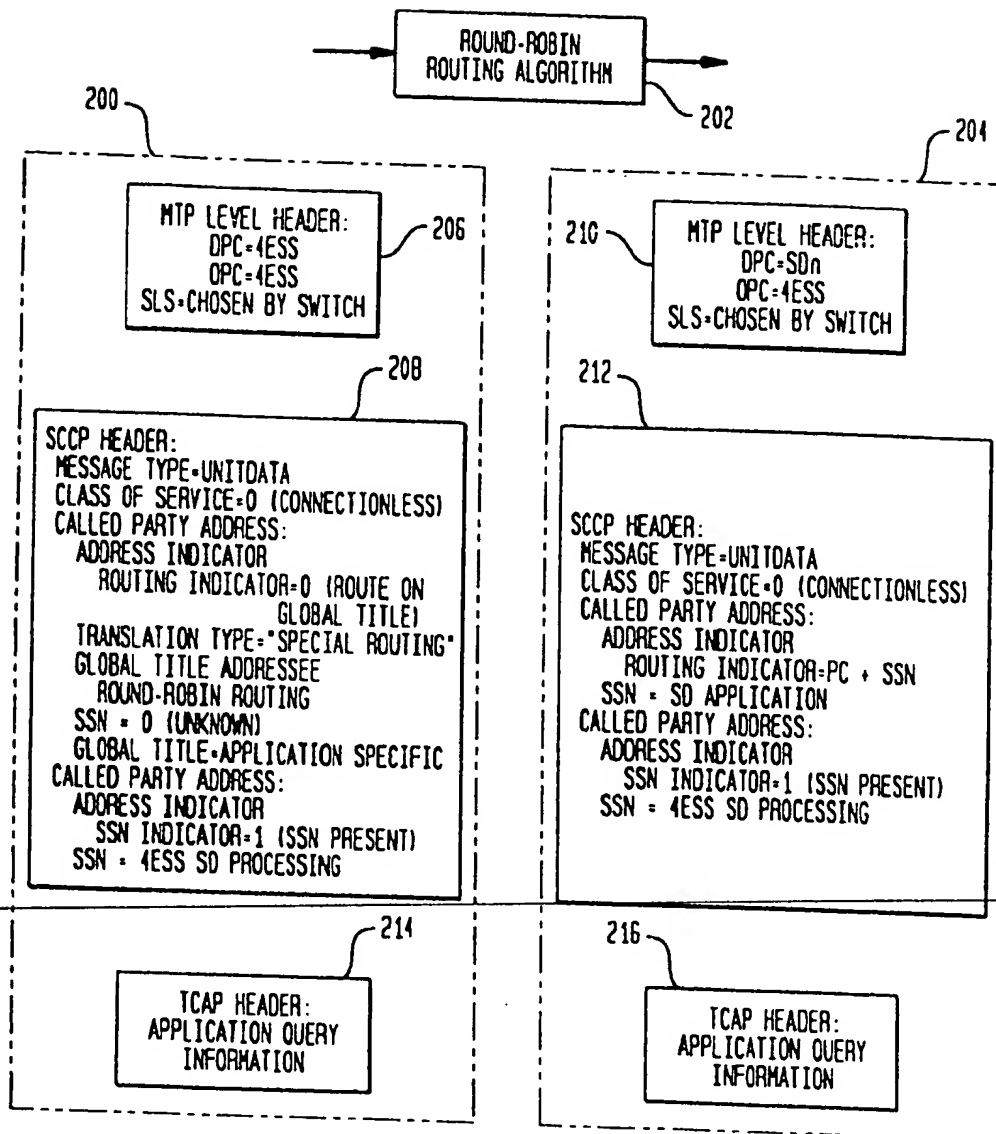 ROUND-ROBIN
ROUTING ALGORITHM
202
200
204
MTP LEVEL HEADER:
DPC=4ESS
OPC=4ESS
SLS=CHOSEN BY SWITCH
206
210
MTP LEVEL HEADER:
DPC=SDn
OPC=4ESS
SLS=CHOSEN BY SWITCH
208
SCCP HEADER:
MESSAGE TYPE=UNITDATA
CLASS OF SERVICE=0 (CONNECTIONLESS)
CALLED PARTY ADDRESS:
ADDRESS INDICATOR
ROUTING INDICATOR=0 (ROUTE ON
GLOBAL TITLE)
TRANSLATION TYPE="SPECIAL ROUTING"
GLOBAL TITLE ADDRESSEE
ROUND-ROBIN ROUTING
SSN = 0 (UNKNOWN)
GLOBAL TITLE=APPLICATION SPECIFIC
CALLED PARTY ADDRESS:
ADDRESS INDICATOR
SSN INDICATOR=1 (SSN PRESENT)
SSN = 4ESS SD PROCESSING
212
SCCP HEADER:
MESSAGE TYPE=UNITDATA
CLASS OF SERVICE=0 (CONNECTIONLESS)
CALLED PARTY ADDRESS:
ADDRESS INDICATOR
ROUTING INDICATOR=PC + SSN
SSN = SD APPLICATION
CALLED PARTY ADDRESS:
ADDRESS INDICATOR
SSN INDICATOR=1 (SSN PRESENT)
SSN = 4ESS SD PROCESSING
214
TCAP HEADER:
APPLICATION QUERY
INFORMATION
216
TCAP HEADER:
APPLICATION QUERY
INFORMATION